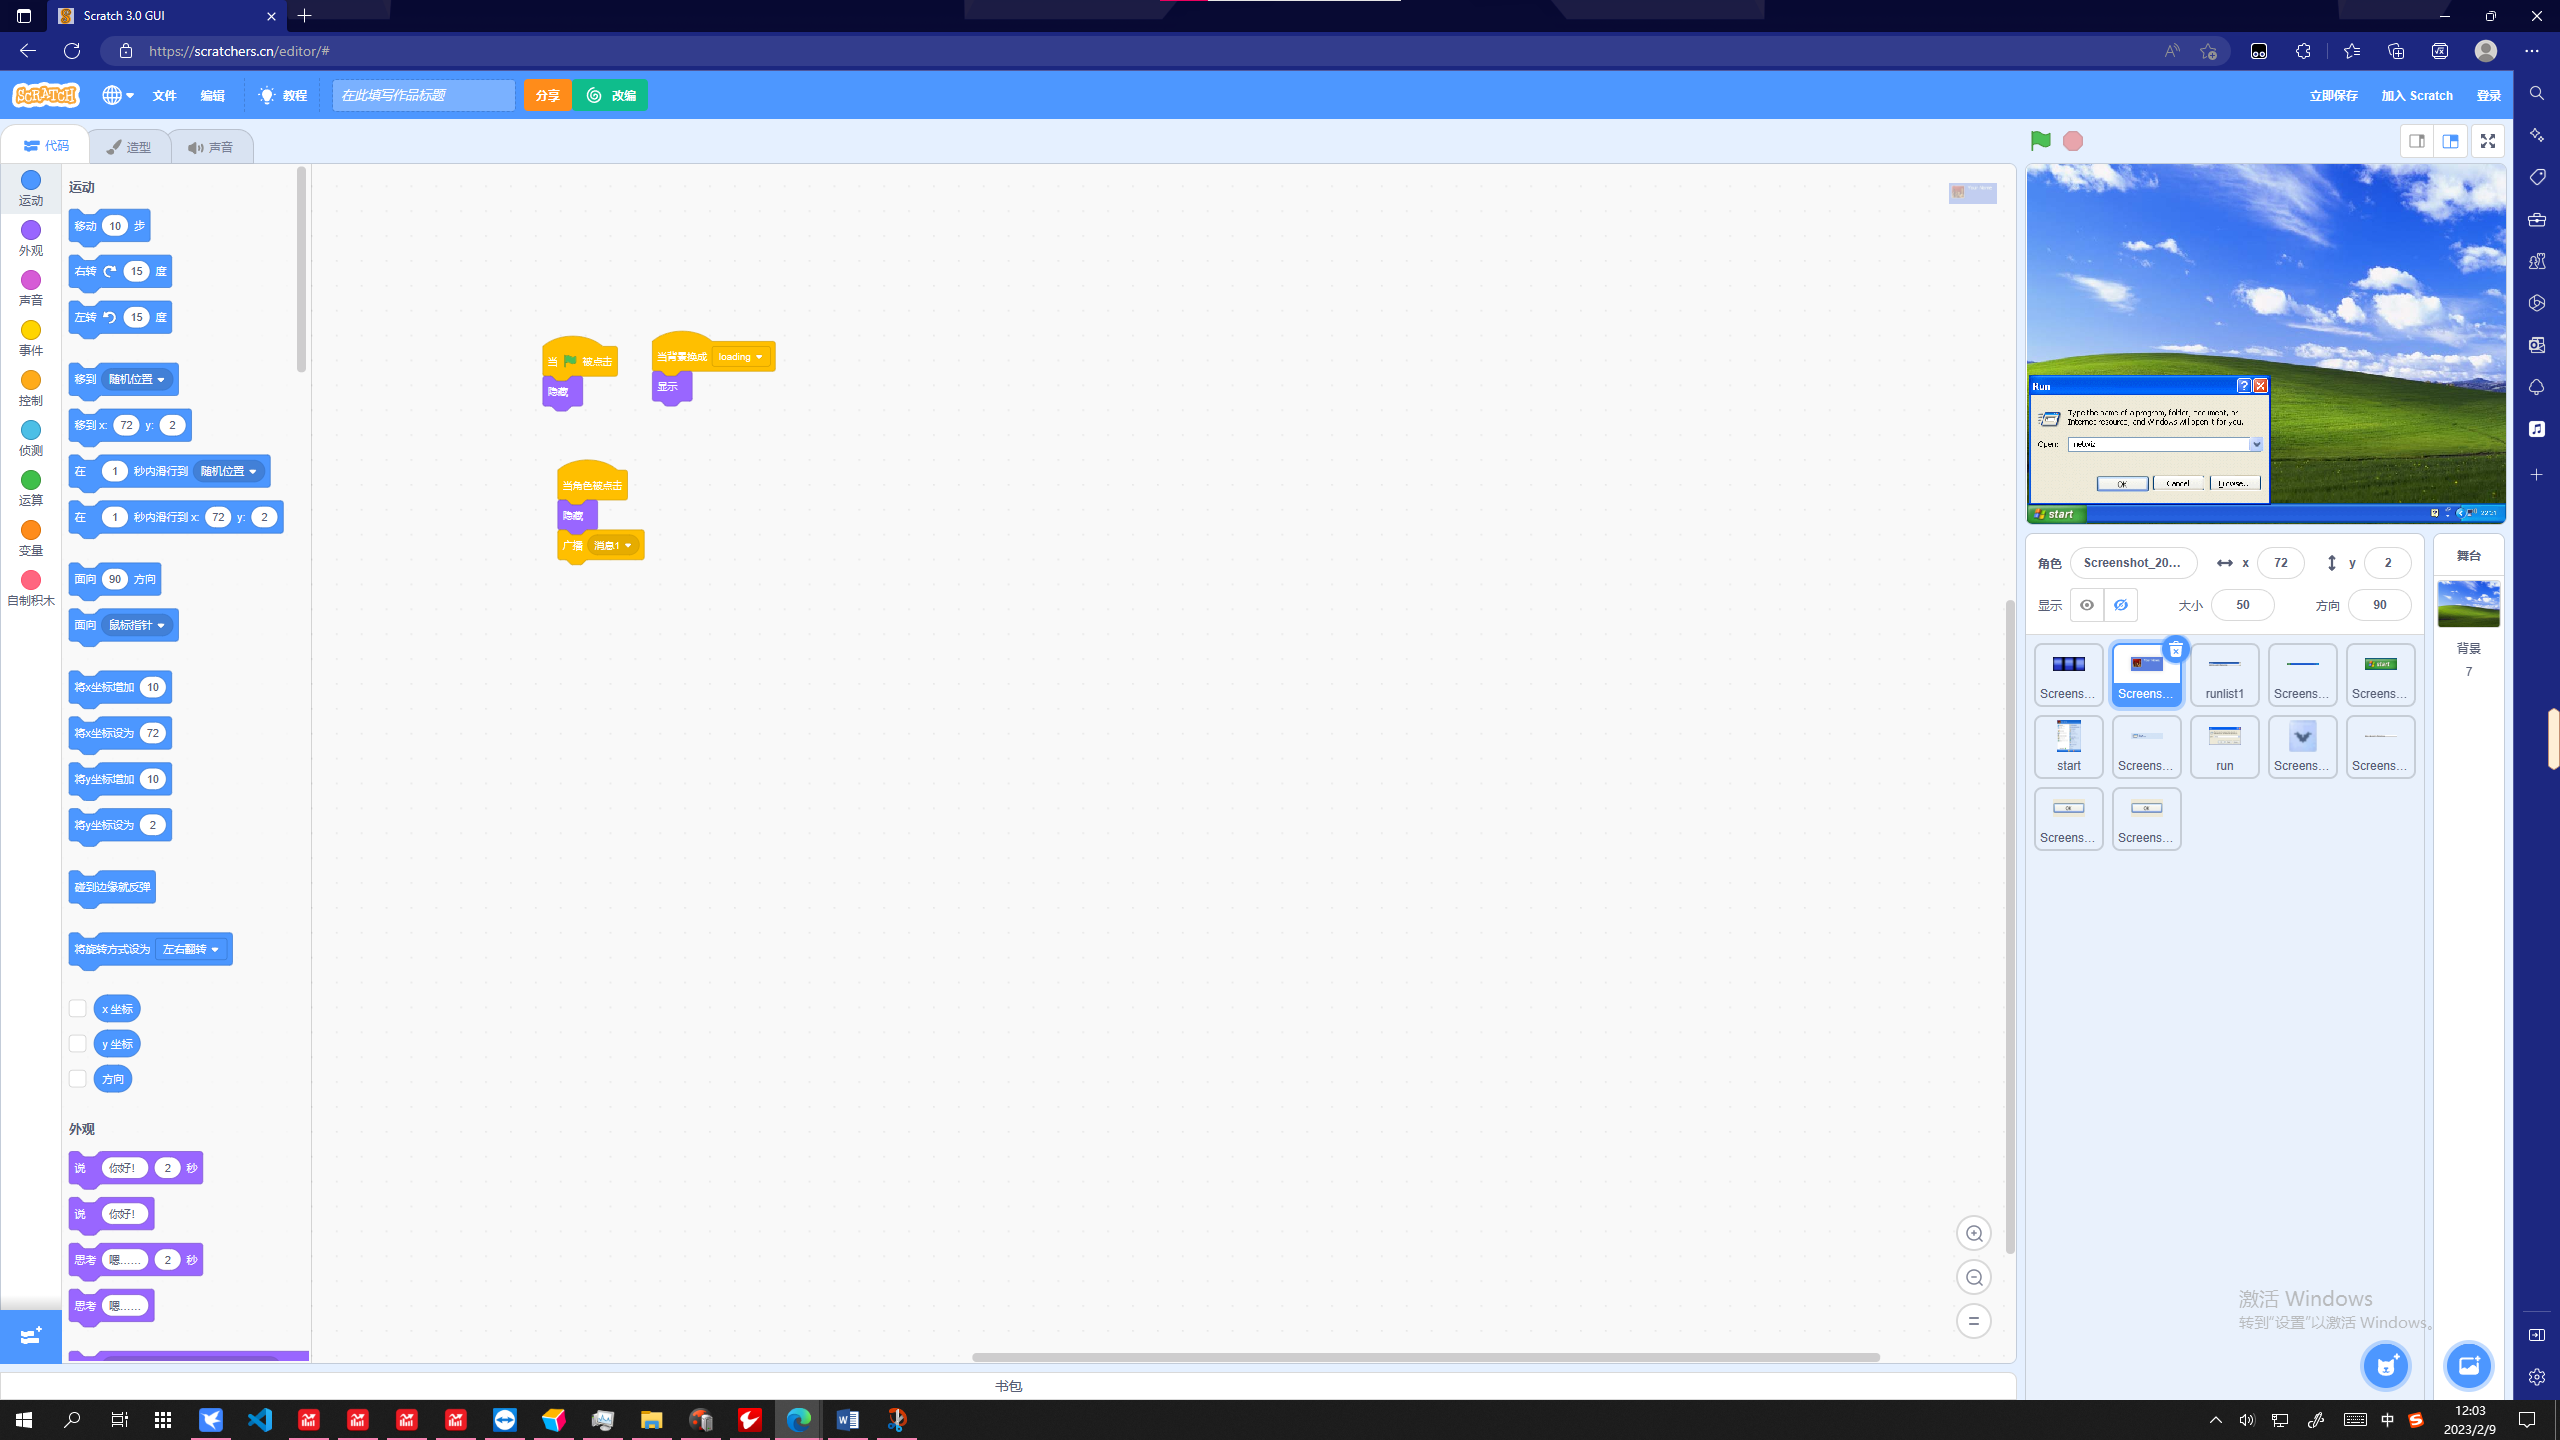 Scratch 3.0 GUI
https://scratchers.cn/editor/#
SCRATCH
文件
编辑
教程
在此填写作品标题
分享
改编
立即保存
加入 Scratch
登录
代码
造型
声音
运动
外观
声音
事件
控制
侦测
运算
变量
自制积木
运动
移动 10 步
右转 15 度
左转 15 度
移到 随机位置
移到 x: 72 y: 2
在 1 秒内滑行到 随机位置
在 1 秒内滑行到 x: 72 y: 2
面向 90 方向
面向 鼠标指针
将x坐标增加 10
将x坐标设为 72
将y坐标增加 10
将y坐标设为 2
碰到边缘就反弹
将旋转方式设为 左右翻转
x 坐标
y 坐标
方向
外观
说 你好! 2 秒
说 你好!
思考 嗯…… 2 秒
思考 嗯……
当 被点击
隐藏
当背景换成 loading
显示
当角色被点击
隐藏
广播 消息1
书包
Run
Type the name of a program, folder, document, or
Internet resource, and Windows will open it for you.
Open:
OK
Cancel
Browse...
start
角色
Screenshot_20...
x
72
y
2
显示
大小
50
方向
90
Screens...
Screens...
runlist1
Screens...
Screens...
start
Screens...
run
Screens...
Screens...
OK
OK
Screens...
Screens...
舞台
背景
7
激活 Windows
转到"设置"以激活 Windows。
中
12:03
2023/2/9